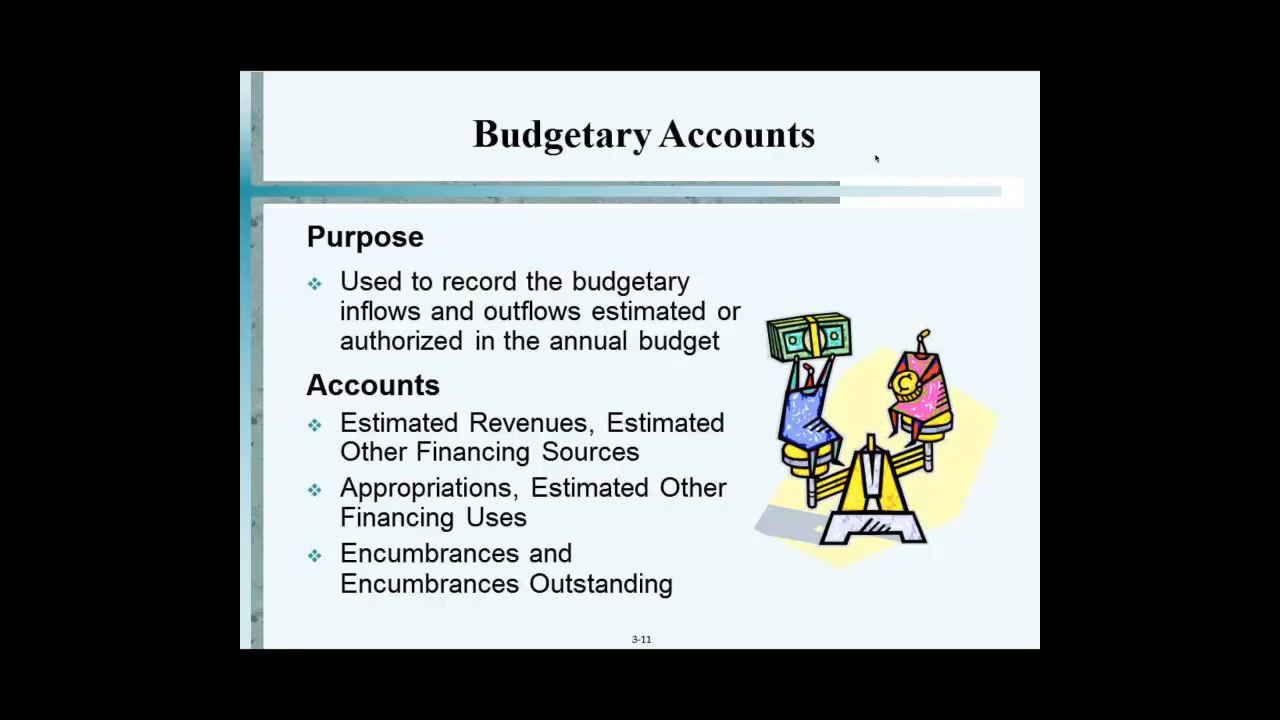 Budgetary Accounts
Purpose
Used to record the budgetary
inflows and outflows estimated or
authorized in the annual budget
Accounts
Estimated Revenues, Estimated
Other Financing Sources
Appropriations, Estimated Other
Financing Uses
Encumbrances and
Encumbrances Outstanding
3-11